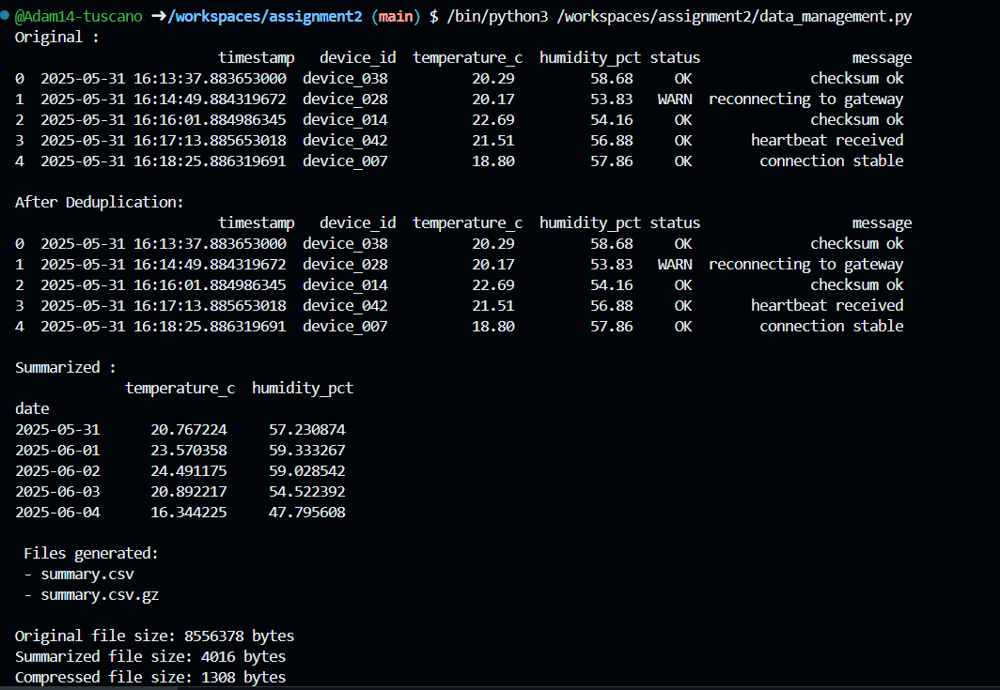 @Adam14-tuscano ➜/workspaces/assignment2 (main) $ /bin/python3 /workspaces/assignment2/data_management.py
Original :
                        timestamp   device_id  temperature_c  humidity_pct status                  message
0  2025-05-31 16:13:37.883653000  device_038          20.29         58.68     OK              checksum ok
1  2025-05-31 16:14:49.884319672  device_028          20.17         53.83   WARN  reconnecting to gateway
2  2025-05-31 16:16:01.884986345  device_014          22.69         54.16     OK              checksum ok
3  2025-05-31 16:17:13.885653018  device_042          21.51         56.88     OK       heartbeat received
4  2025-05-31 16:18:25.886319691  device_007          18.80         57.86     OK        connection stable
After Deduplication:
                        timestamp   device_id  temperature_c  humidity_pct status                  message
0  2025-05-31 16:13:37.883653000  device_038          20.29         58.68     OK              checksum ok
1  2025-05-31 16:14:49.884319672  device_028          20.17         53.83   WARN  reconnecting to gateway
2  2025-05-31 16:16:01.884986345  device_014          22.69         54.16     OK              checksum ok
3  2025-05-31 16:17:13.885653018  device_042          21.51         56.88     OK       heartbeat received
4  2025-05-31 16:18:25.886319691  device_007          18.80         57.86     OK        connection stable
Summarized :
             temperature_c  humidity_pct
date
2025-05-31      20.767224     57.230874
2025-06-01      23.570358     59.333267
2025-06-02      24.491175     59.028542
2025-06-03      20.892217     54.522392
2025-06-04      16.344225     47.795608
Files generated:
- summary.csv
- summary.csv.gz
Original file size: 8556378 bytes
Summarized file size: 4016 bytes
Compressed file size: 1308 bytes